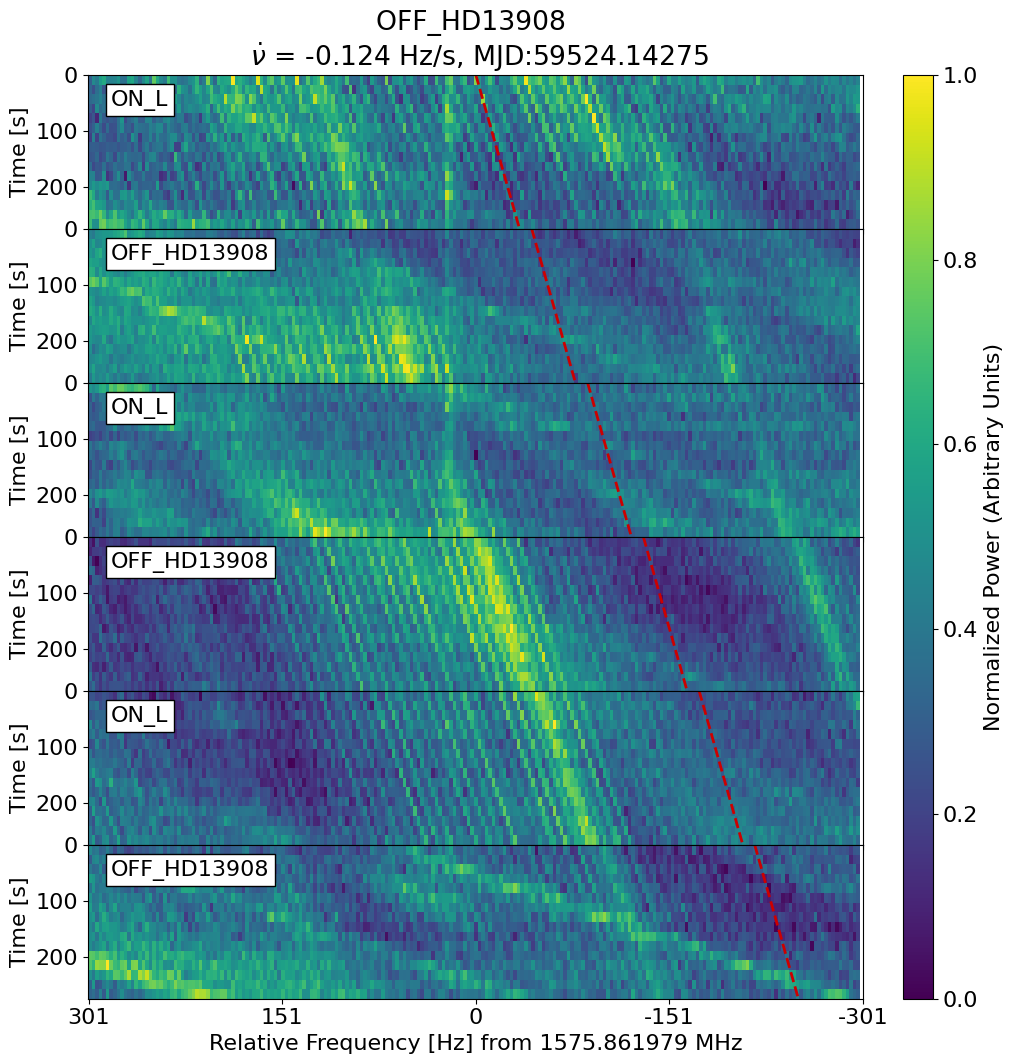 OFF_HD13908
ν̇ = -0.124 Hz/s, MJD:59524.14275
ON_L
OFF_HD13908
ON_L
OFF_HD13908
ON_L
OFF_HD13908
Time [s]
0
100
200
Time [s]
0
100
200
Time [s]
0
100
200
Time [s]
0
100
200
Time [s]
0
100
200
Time [s]
0
100
200
301 151 0 -151 -301
Relative Frequency [Hz] from 1575.861979 MHz
1.0
0.8
0.6
0.4
0.2
0.0
Normalized Power (Arbitrary Units)